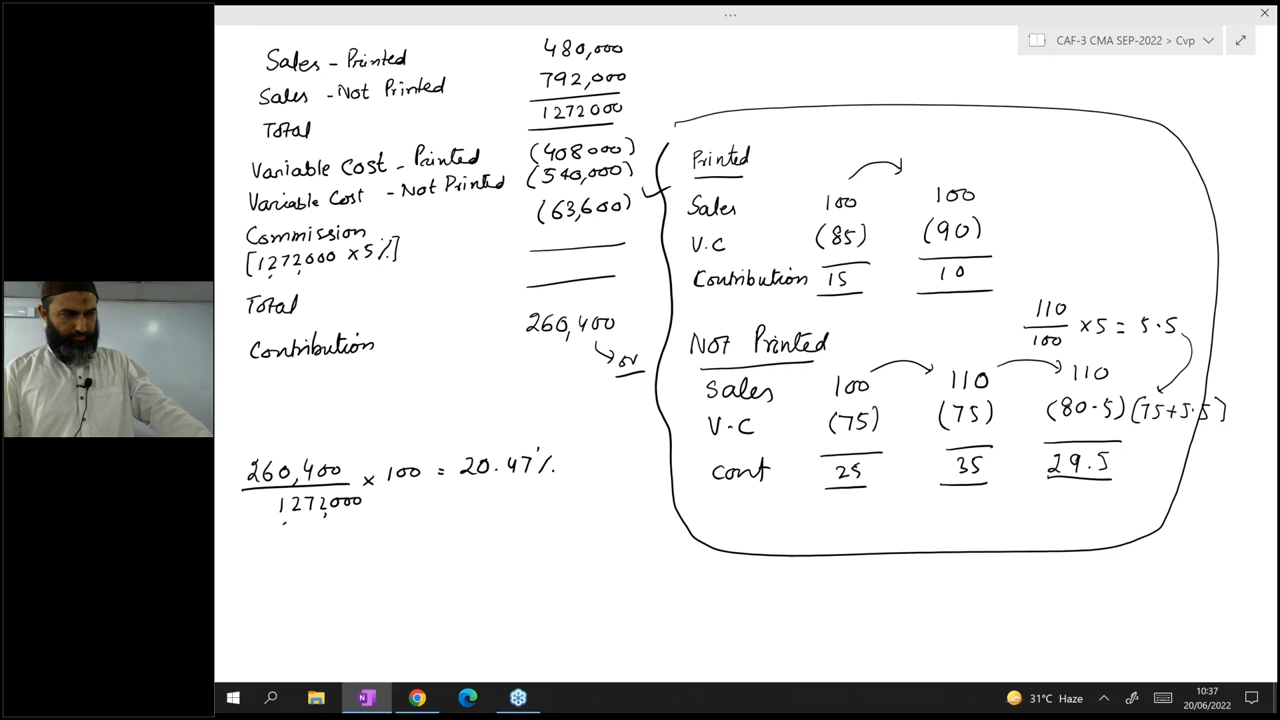 CAF-3 CMA SEP-2022 > Cvp
Sales - Printed 480,000
Sales - Not Printed 792,000
Total 1272000
Variable Cost - Printed (408000)
Variable Cost - Not Printed (540,000)
Commission (63,600)
[1272000 x 5%]
Total
Contribution 260,400
or
260,400
1272000
x 100 = 20.47%
Printed
Sales 100 100
V.C (85) (90)
Contribution 15 10
110
100
x5 = 5.5
Not Printed
Sales 100 110 110
V.C (75) (75) (80.5) [75+5.5]
Cont 25 35 29.5
31°C Haze
10:37
20/06/2022